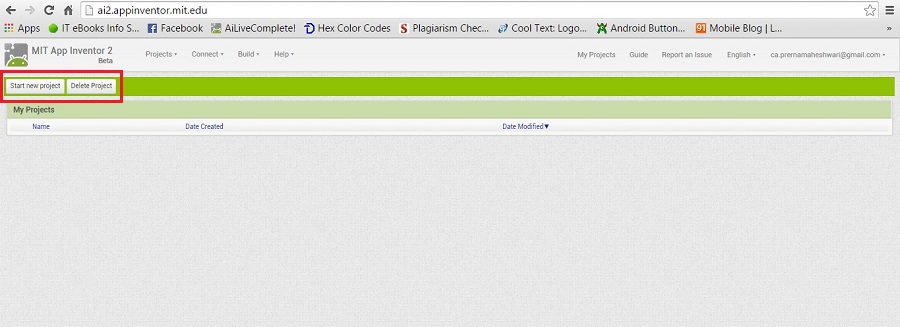 ai2.appinventor.mit.edu
Apps IT eBooks Info S... Facebook AiLiveComplete! Hex Color Codes Plagiarism Chec... Cool Text: Logo... Android Button... Mobile Blog | L... »
MIT App Inventor 2
Beta
Projects Connect Build Help My Projects Guide Report an Issue English ca.prernamaheshwari@gmail.com
Start new project Delete Project
My Projects
Name Date Created Date Modified▼